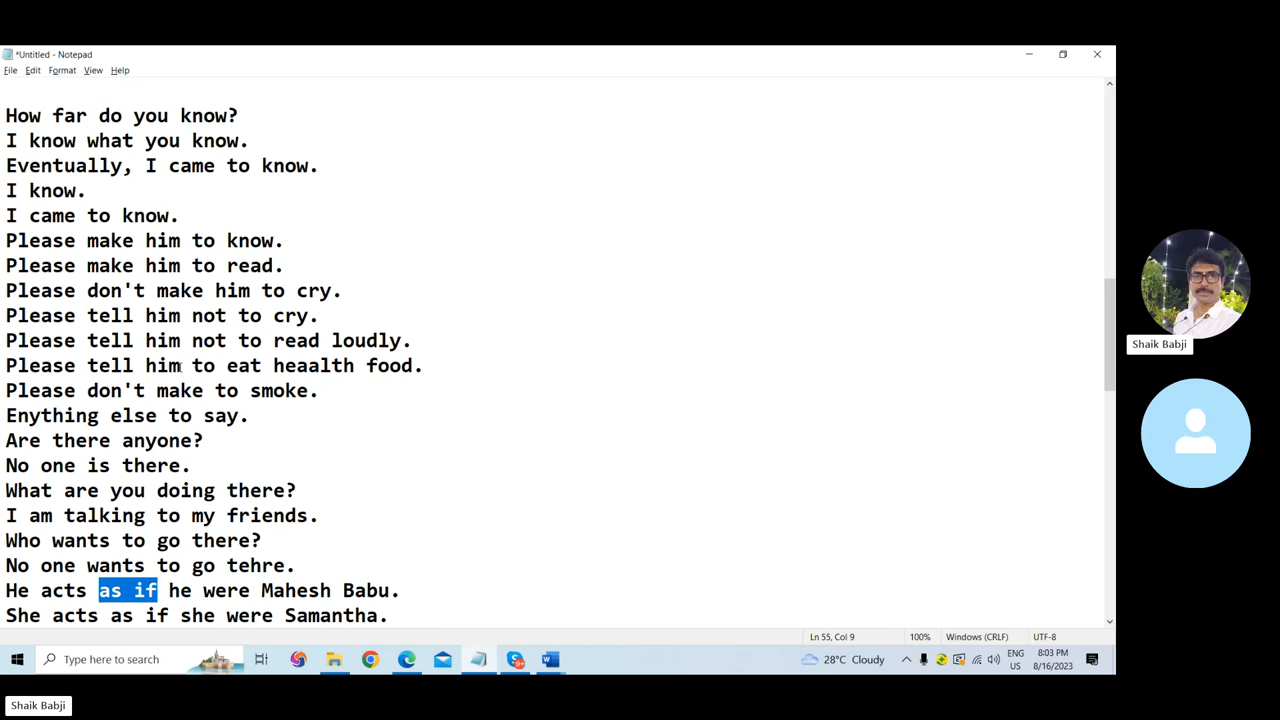 *Untitled - Notepad
File Edit Format View Help
How far do you know?
I know what you know.
Eventually, I came to know.
I know.
I came to know.
Please make him to know.
Please make him to read.
Please don't make him to cry.
Please tell him not to cry.
Please tell him not to read loudly.
Please tell him to eat heaalth food.
Please don't make to smoke.
Enything else to say.
Are there anyone?
No one is there.
What are you doing there?
I am talking to my friends.
Who wants to go there?
No one wants to go tehre.
He acts as if he were Mahesh Babu.
She acts as if she were Samantha.
Shaik Babji
Ln 55, Col 9 100% Windows (CRLF) UTF-8
Type here to search
28°C Cloudy
ENG
US
8:03 PM
8/16/2023
Shaik Babji